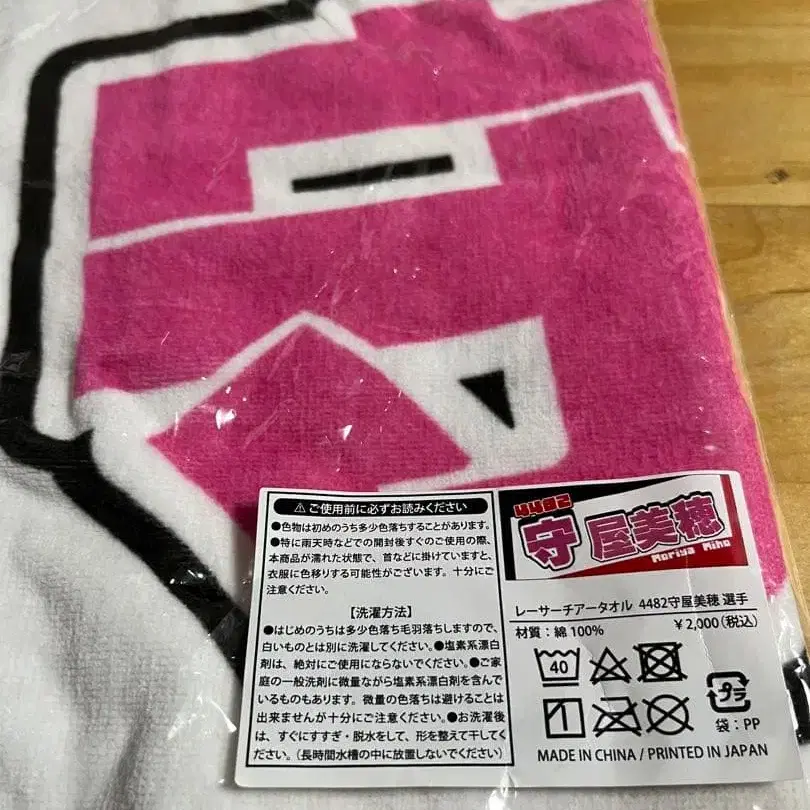 ⚠ ご使用前に必ずお読みください
●色物は初めのうち多少色落ちすることがあります。
●特に雨天時などでの開封後すぐのご使用の際、
本商品が濡れた状態で、首などに掛けていますと、
衣服に色移りする可能性がございます。十分にご
注意ください。
【洗濯方法】
●はじめのうちは多少色落ち毛羽落ちしますので、
白いものとは別に洗濯してください。●塩素系漂白
剤は、絶対にご使用にならないでください。●ご家
庭の一般洗剤に微量ながら塩素系漂白剤を含んで
いるものもあります。微量の色落ちは避けることは
出来ませんが十分にご注意ください。●お洗濯後
は、すぐにすすぎ・脱水をして、形を整えて干してく
ださい。（長時間水槽の中に放置しないでください）
4482
守屋美穂
Moriya Miho
レーサーチアータオル 4482守屋美穂 選手
材質：綿 100% ￥2,000（税込）
40
プラ
袋：PP
MADE IN CHINA / PRINTED IN JAPAN